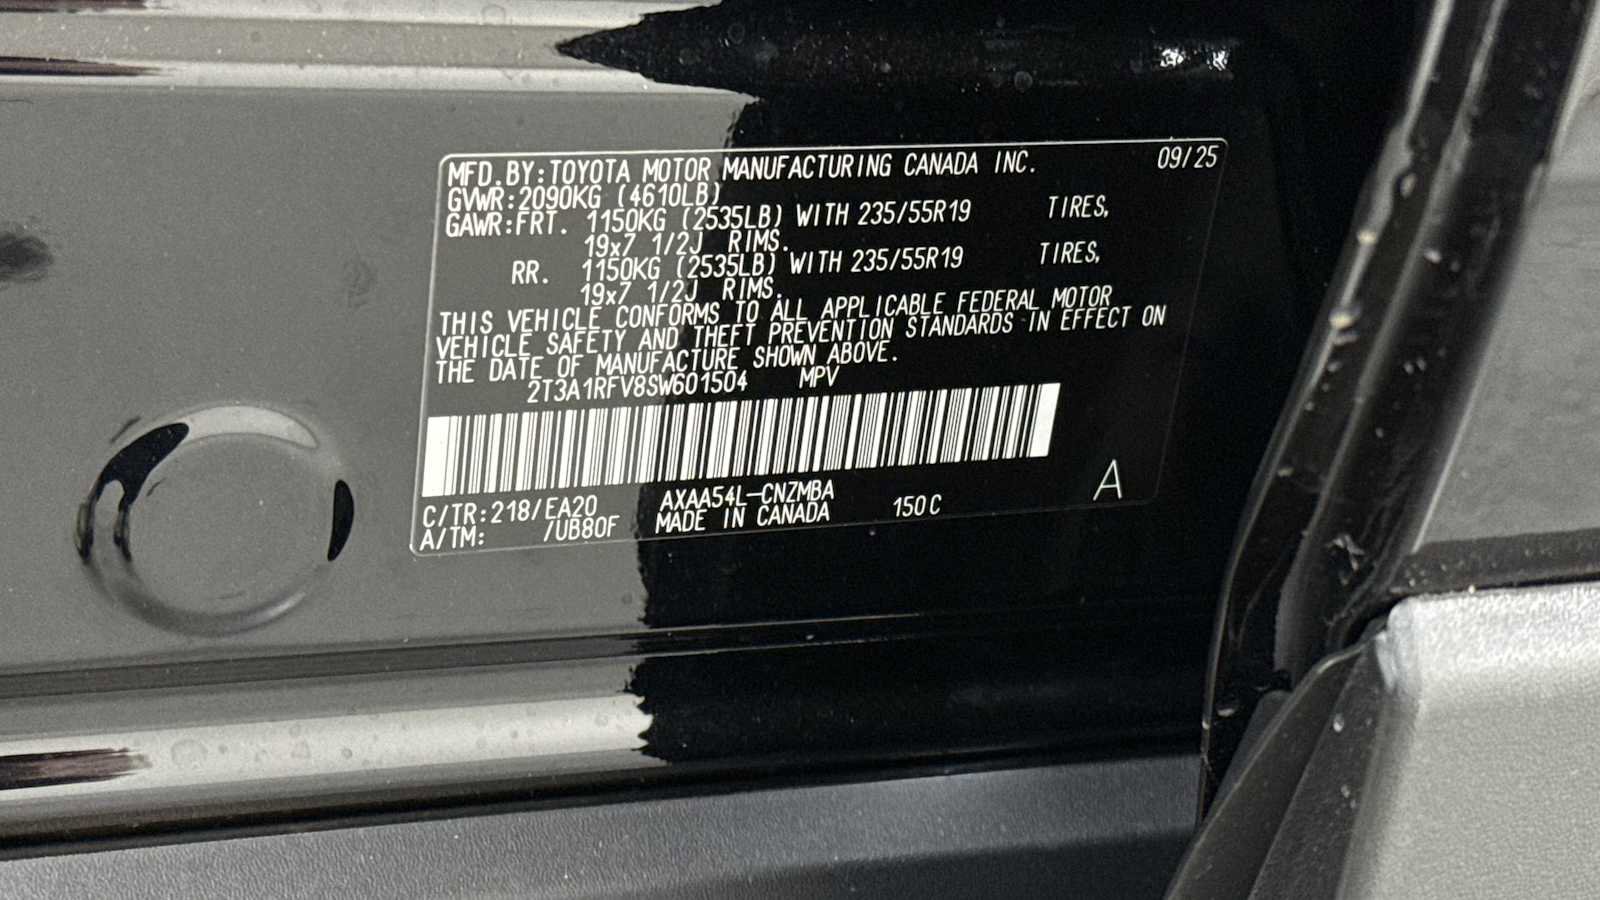 MFD. BY: TOYOTA MOTOR MANUFACTURING CANADA INC. 09/25
GVWR: 2090KG (4610LB)
GAWR: FRT. 1150KG (2535LB) WITH 235/55R19 TIRES,
19x7 1/2J RIMS.
RR. 1150KG (2535LB) WITH 235/55R19 TIRES,
19x7 1/2J RIMS.
THIS VEHICLE CONFORMS TO ALL APPLICABLE FEDERAL MOTOR
VEHICLE SAFETY AND THEFT PREVENTION STANDARDS IN EFFECT ON
THE DATE OF MANUFACTURE SHOWN ABOVE.
2T3A1RFV8SW601504 MPV
C/TR: 218/EA20 AXAA54L-CNZMBA 150C A
A/TM: /UB80F MADE IN CANADA